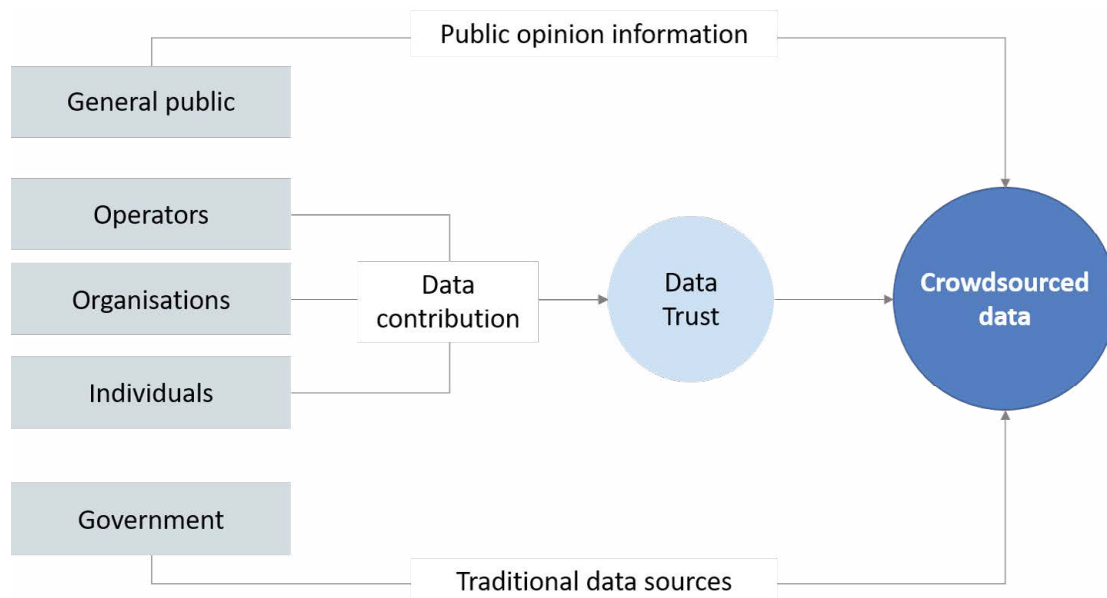 Public opinion information
General public
Operators
Organisations
Individuals
Government
Data
contribution
Data
Trust
Crowdsourced
data
Traditional data sources